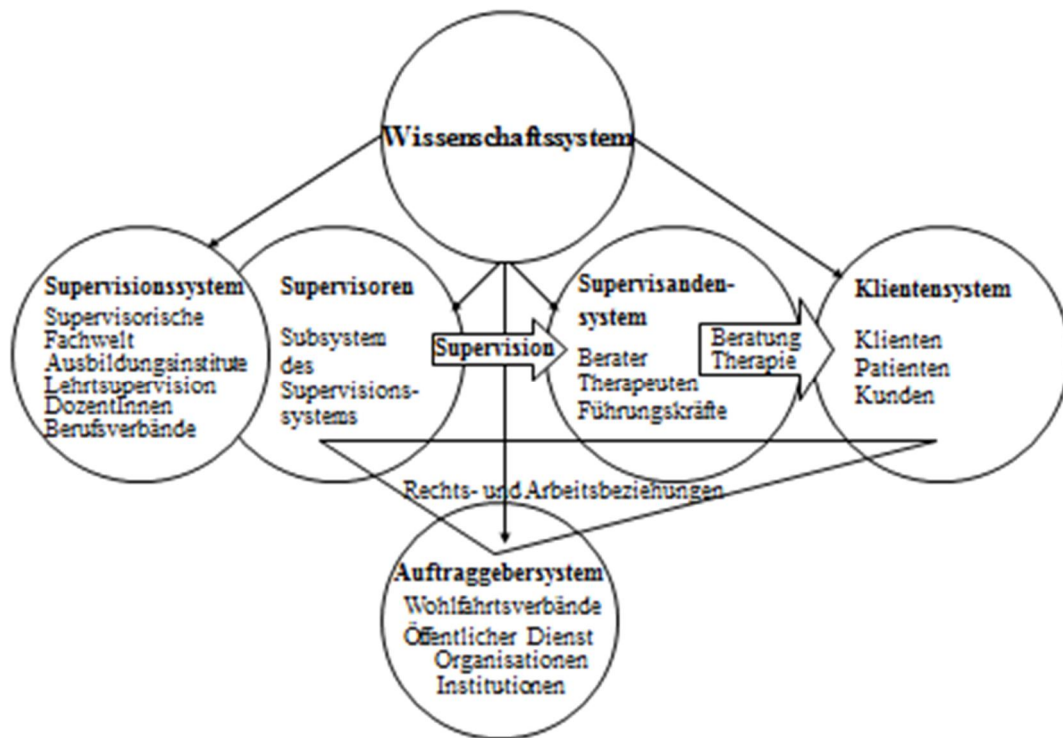 Wissenschaftssystem
Supervisionssystem
Supervisorische
Fachwelt
Ausbildungsinstitute
Lehrtsupervision
DozentInnen
Berufsverbände
Supervisoren
Subsystem
des
Supervisions-
systems
Supervision
Supervisanden-
system
Berater
Therapeuten
Führungskräfte
Beratung
Therapie
Klientensystem
Klienten
Patienten
Kunden
Rechts- und Arbeitsbeziehungen
Auftraggebersystem
Wohlfahrtsverbände
Öffentlicher Dienst
Organisationen
Institutionen